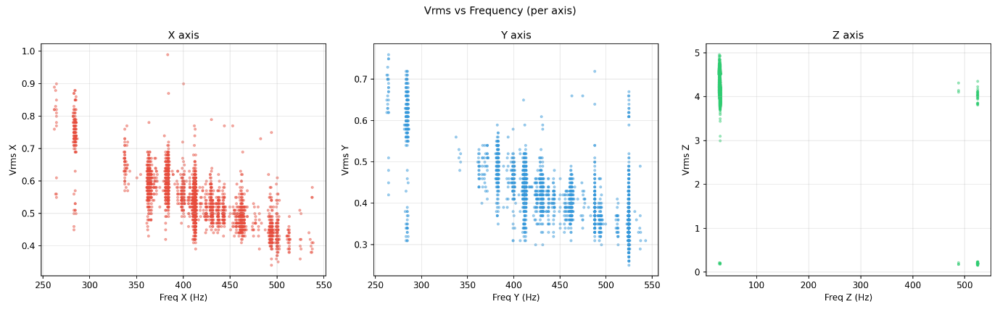 Vrms vs Frequency (per axis)
X axis
1.0
0.9
0.8
0.7
0.6
0.5
0.4
Vrms X
250 300 350 400 450 500 550
Freq X (Hz)
Y axis
0.7
0.6
0.5
0.4
0.3
Vrms Y
250 300 350 400 450 500 550
Freq Y (Hz)
Z axis
5
4
3
2
1
0
Vrms Z
100 200 300 400 500
Freq Z (Hz)